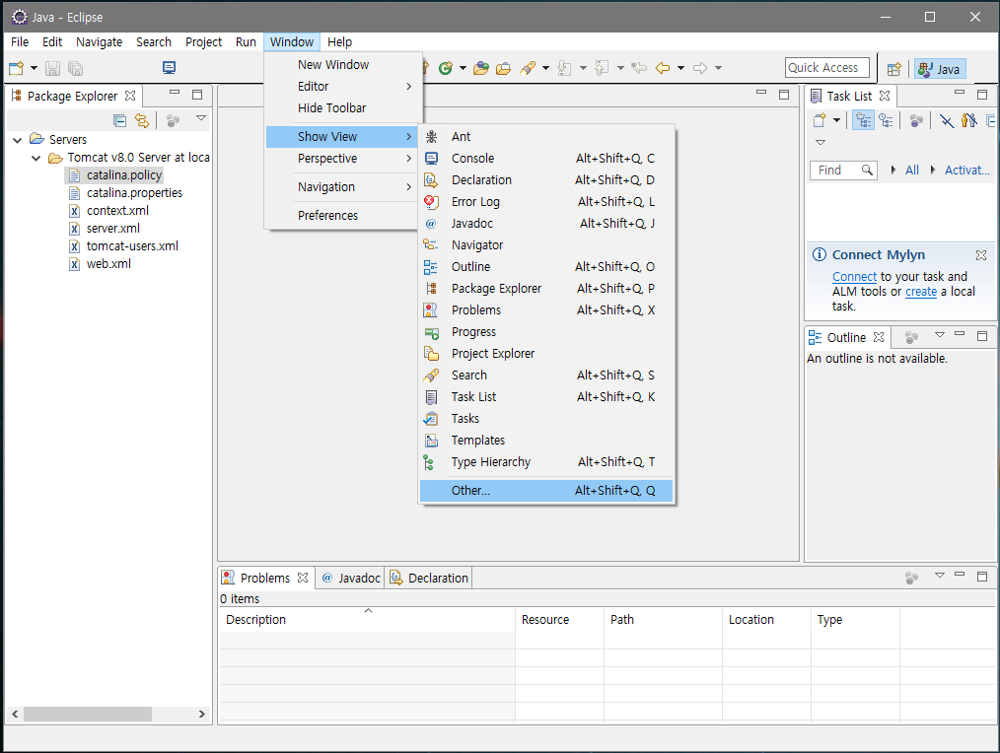 Java - Eclipse
File Edit Navigate Search Project Run Window Help
Quick Access
Java
New Window
Editor
Hide Toolbar
Show View
Perspective
Navigation
Preferences
Ant
Console Alt+Shift+Q, C
Declaration Alt+Shift+Q, D
Error Log Alt+Shift+Q, L
Javadoc Alt+Shift+Q, J
Navigator
Outline Alt+Shift+Q, O
Package Explorer Alt+Shift+Q, P
Problems Alt+Shift+Q, X
Progress
Project Explorer
Search Alt+Shift+Q, S
Task List Alt+Shift+Q, K
Tasks
Templates
Type Hierarchy Alt+Shift+Q, T
Other... Alt+Shift+Q, Q
Package Explorer
Servers
Tomcat v8.0 Server at loca
catalina.policy
catalina.properties
context.xml
server.xml
tomcat-users.xml
web.xml
Task List
Find All Activat...
Connect Mylyn
Connect to your task and
ALM tools or create a local
task.
Outline
An outline is not available.
Problems @ Javadoc Declaration
0 items
Description Resource Path Location Type